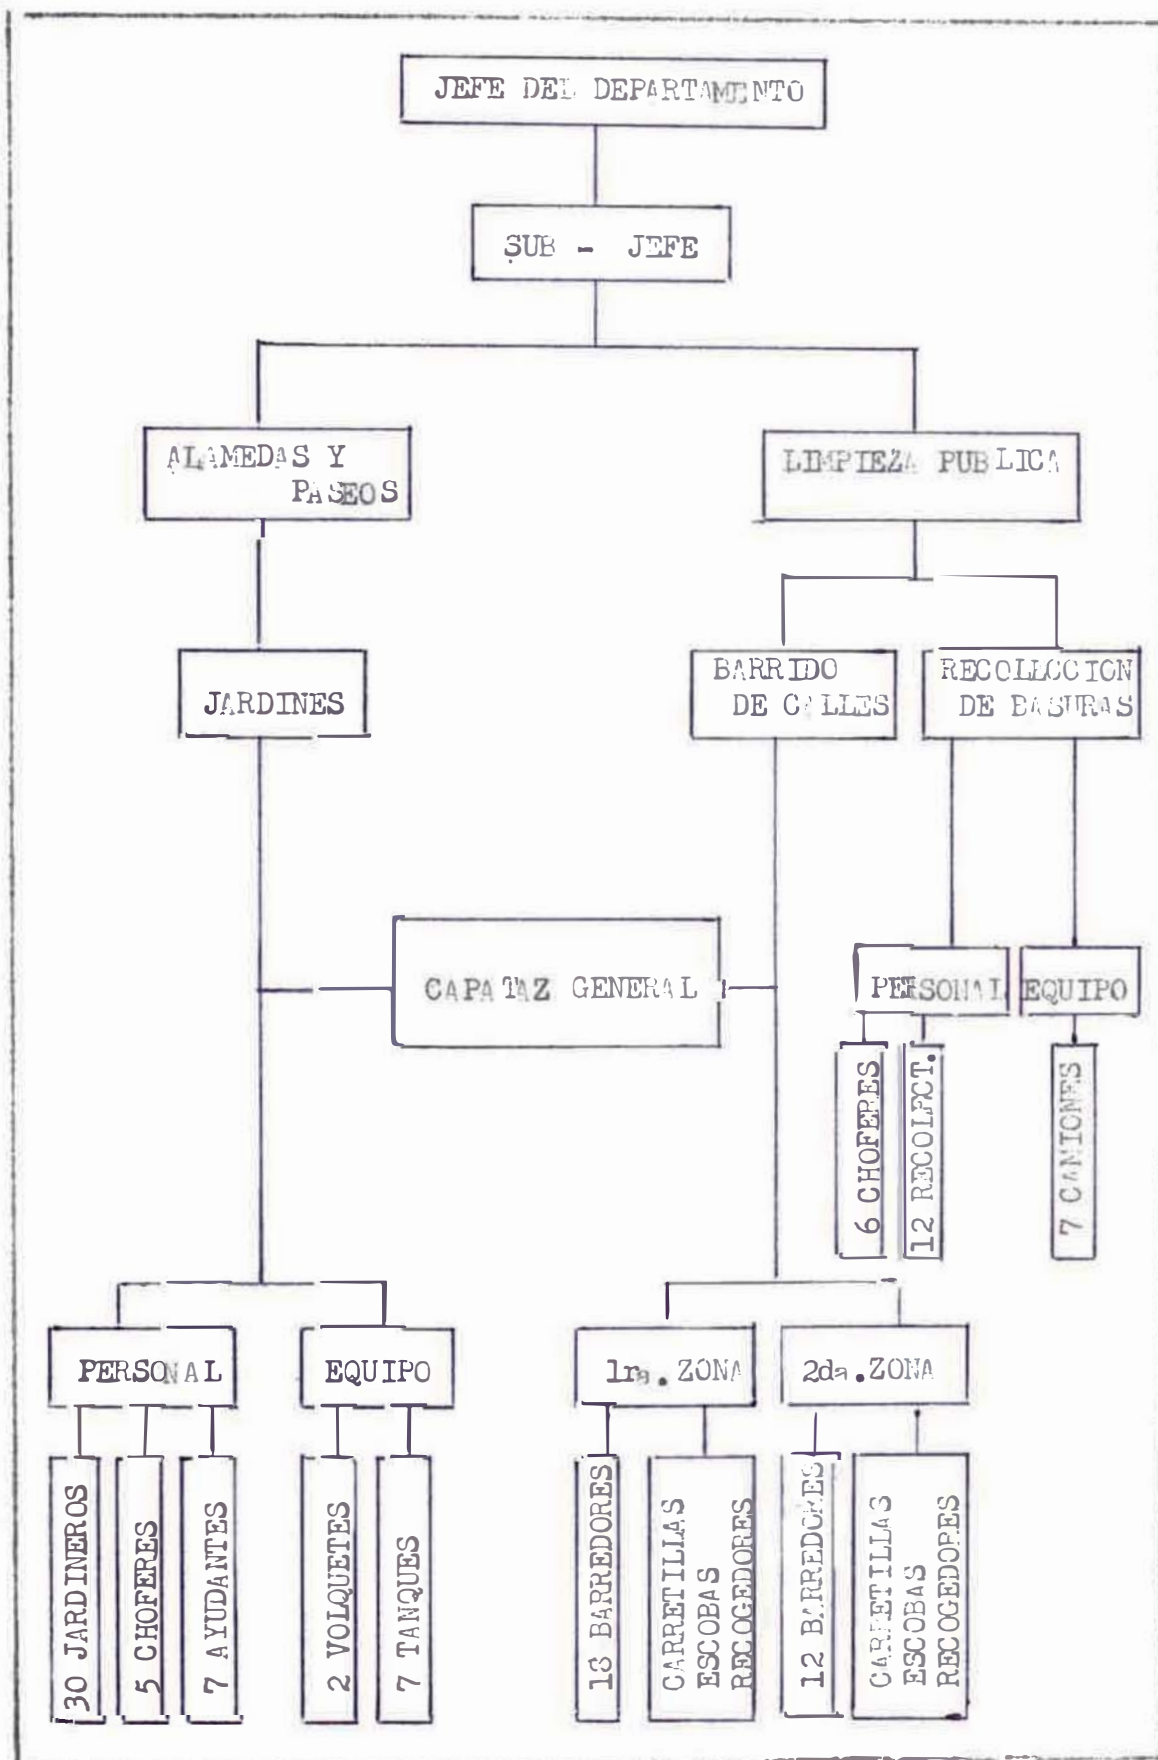 JEFE DEL DEPARTAMENTO
SUB - JEFE
ALAMEDAS Y
PASEOS
LIMPIEZA PUBLICA
JARDINES
BARRIDO
DE CALLES
RECOLECCION
DE BASURAS
CAPATAZ GENERAL
PERSONAL
EQUIPO
6 CHOFERES
12 RECOLECT.
7 CAMIONES
PERSONAL
EQUIPO
1ra. ZONA
2da. ZONA
30 JARDINEROS
5 CHOFERES
7 AYUDANTES
2 VOLQUETES
7 TANQUES
BARREDORES
CARRETILLAS
ESCOBAS
RECOGEDORES
12 BARREDORES
CARRETILLAS
ESCOBAS
RECOGEDORES